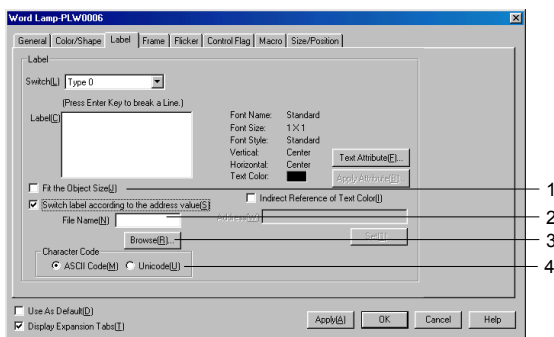 Word Lamp-PLW0006
General Color/Shape Label Frame Flicker Control Flag Macro Size/Position
Label
Switch(L) Type 0
(Press Enter Key to break a Line.)
Label(C)
Font Name: Standard
Font Size: 1X1
Font Style: Standard
Vertical: Center
Horizontal: Center
Text Color:
Text Attribute(F)...
Apply Attribute(B)
Fit the Object Size(J) 1
Indirect Reference of Text Color(I)
Switch label according to the address value(S)
File Name(N) Address(W) 2
Browse(R)... Set(T) 3
Character Code
ASCII Code(M) Unicode(U) 4
Use As Default(D)
Display Expansion Tabs(T)
Apply(A) OK Cancel Help